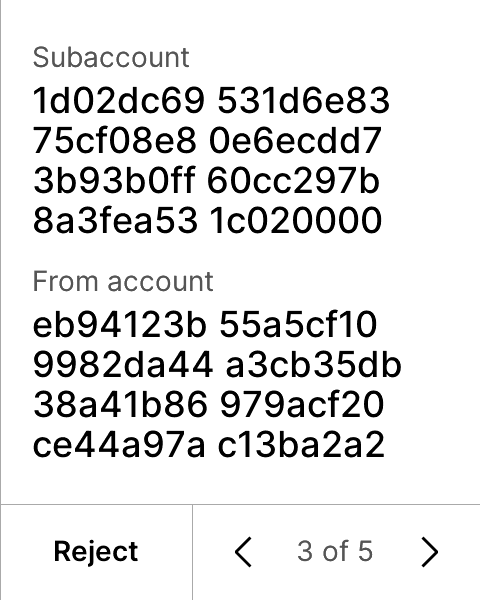 Subaccount
1d02dc69 531d6e83
75cf08e8 0e6ecdd7
3b93b0ff 60cc297b
8a3fea53 1c020000
From account
eb94123b 55a5cf10
9982da44 a3cb35db
38a41b86 979acf20
ce44a97a c13ba2a2
Reject
3 of 5